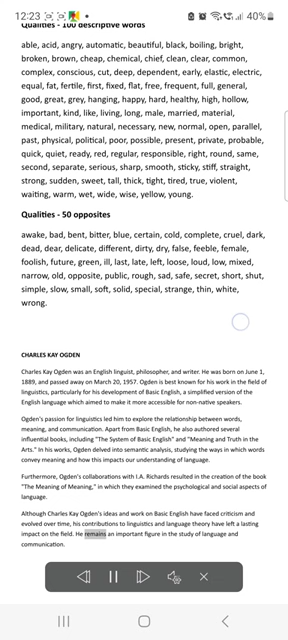 12:23
40%
Qualities - 100 descriptive words
able, acid, angry, automatic, beautiful, black, boiling, bright,
broken, brown, cheap, chemical, chief, clean, clear, common,
complex, conscious, cut, deep, dependent, early, elastic, electric,
equal, fat, fertile, first, fixed, flat, free, frequent, full, general,
good, great, grey, hanging, happy, hard, healthy, high, hollow,
important, kind, like, living, long, male, married, material,
medical, military, natural, necessary, new, normal, open, parallel,
past, physical, political, poor, possible, present, private, probable,
quick, quiet, ready, red, regular, responsible, right, round, same,
second, separate, serious, sharp, smooth, sticky, stiff, straight,
strong, sudden, sweet, tall, thick, tight, tired, true, violent,
waiting, warm, wet, wide, wise, yellow, young.
Qualities - 50 opposites
awake, bad, bent, bitter, blue, certain, cold, complete, cruel, dark,
dead, dear, delicate, different, dirty, dry, false, feeble, female,
foolish, future, green, ill, last, late, left, loose, loud, low, mixed,
narrow, old, opposite, public, rough, sad, safe, secret, short, shut,
simple, slow, small, soft, solid, special, strange, thin, white,
wrong.
CHARLES KAY OGDEN
Charles Kay Ogden was an English linguist, philosopher, and writer. He was born on June 1,
1889, and passed away on March 20, 1957. Ogden is best known for his work in the field of
linguistics, particularly for his development of Basic English, a simplified version of the
English language which aimed to make it more accessible for non-native speakers.
Ogden's passion for linguistics led him to explore the relationship between words,
meaning, and communication. Apart from Basic English, he also authored several
influential books, including "The System of Basic English" and "Meaning and Truth in the
Arts." In his works, Ogden delved into semantic analysis, studying the ways in which words
convey meaning and how this impacts our understanding of language.
Furthermore, Ogden's collaborations with I.A. Richards resulted in the creation of the book
"The Meaning of Meaning," in which they examined the psychological and social aspects of
language.
Although Charles Kay Ogden's ideas and work on Basic English have faced criticism and
evolved over time, his contributions to linguistics and language theory have left a lasting
impact on the field. He remains an important figure in the study of language and
communication.